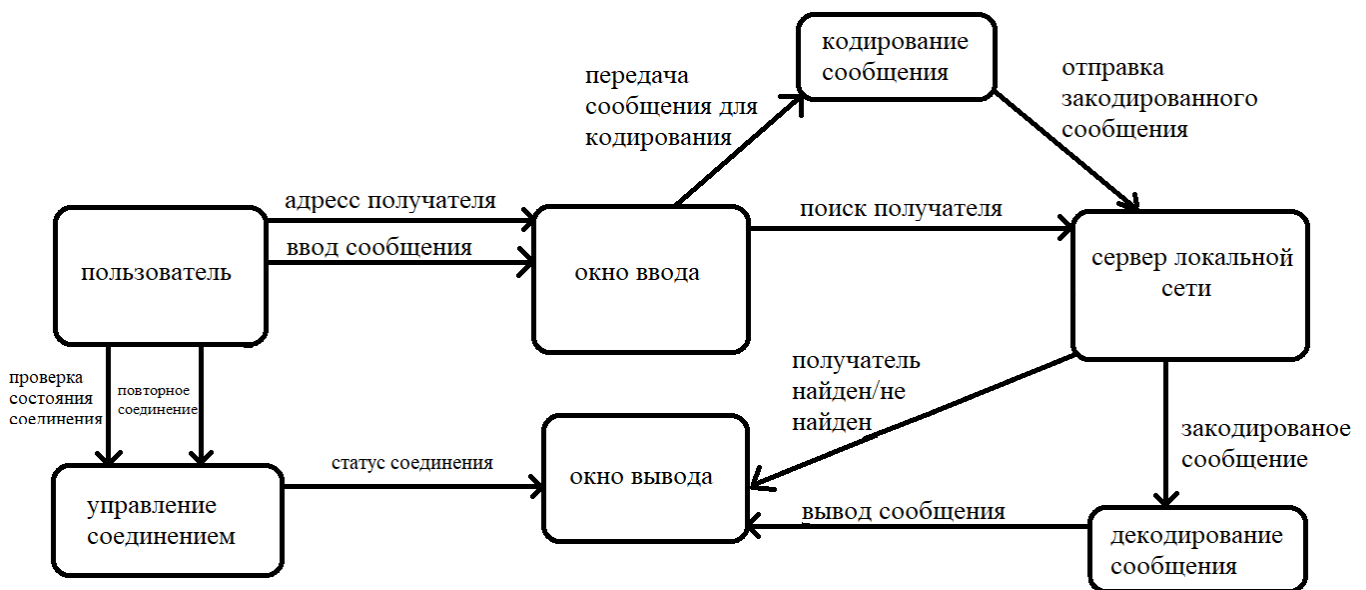 кодирование
сообщения
передача
сообщения для
кодирования
отправка
закодированного
сообщения
адресс получателя
ввод сообщения
пользователь
окно ввода
поиск получателя
сервер локальной
сети
проверка
состояния
соединения
повторное
соединение
получатель
найден/не
найден
закодированое
сообщение
статус соединения
окно вывода
управление
соединением
вывод сообщения
декодирование
сообщения